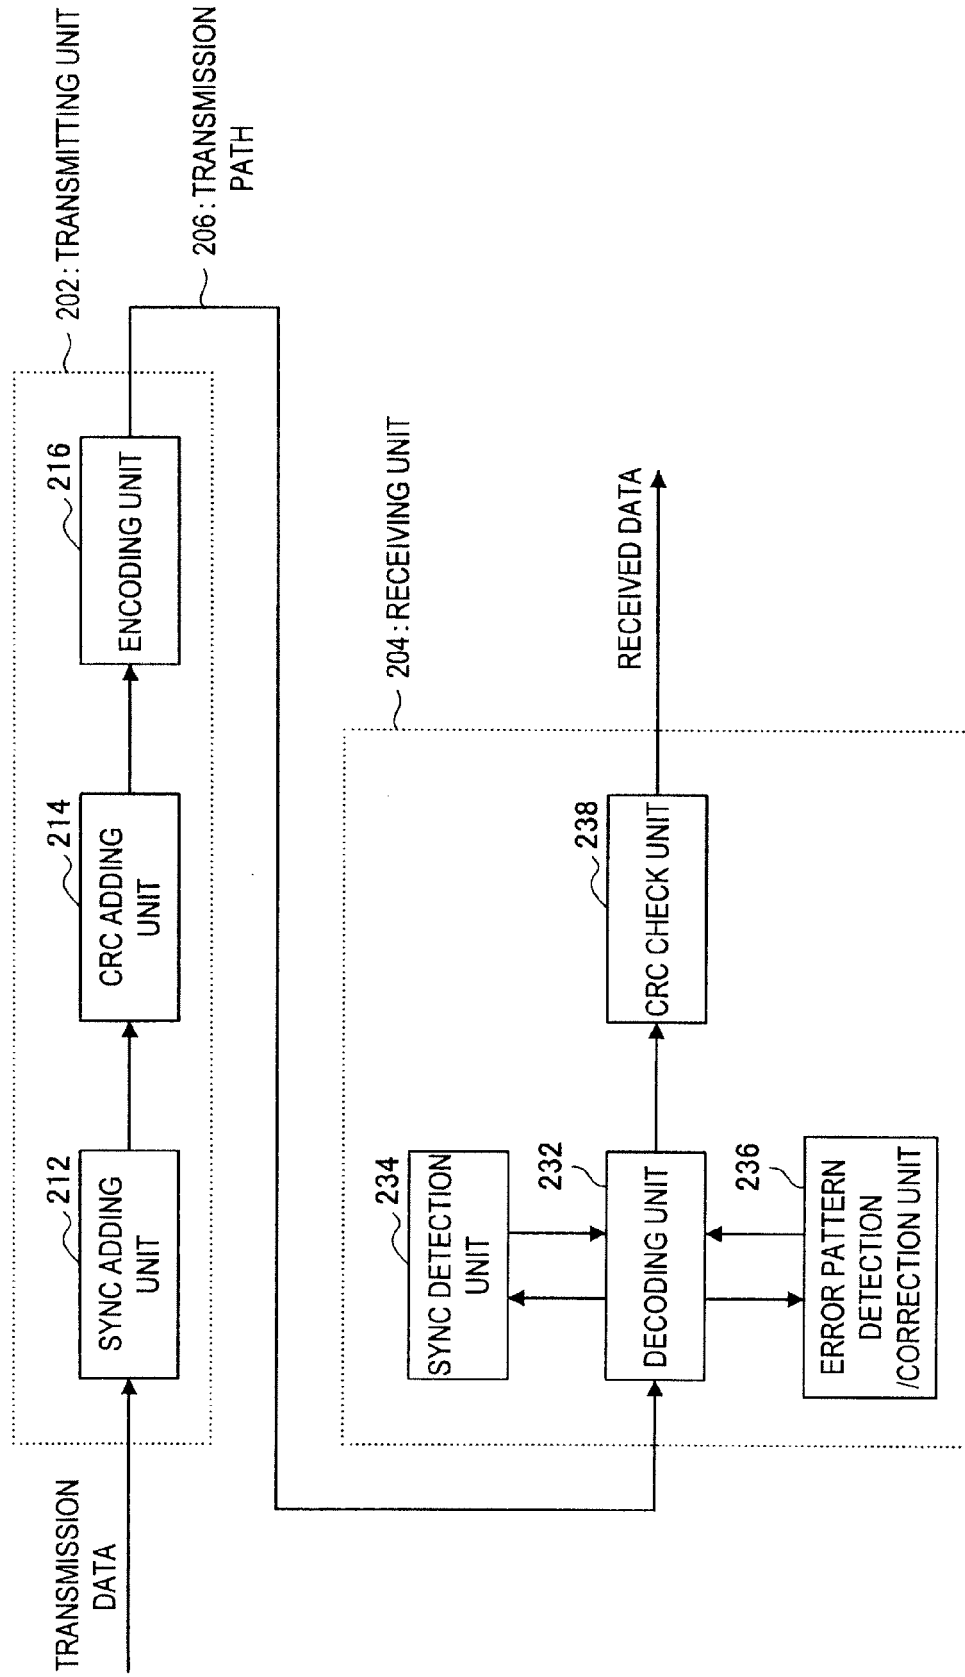 202 : TRANSMITTING UNIT
TRANSMISSION
DATA
212
SYNC ADDING
UNIT
214
CRC ADDING
UNIT
216
ENCODING UNIT
206 : TRANSMISSION
PATH
204 : RECEIVING UNIT
234
SYNC DETECTION
UNIT
232
DECODING UNIT
236
ERROR PATTERN
DETECTION
/CORRECTION UNIT
238
CRC CHECK UNIT
RECEIVED DATA